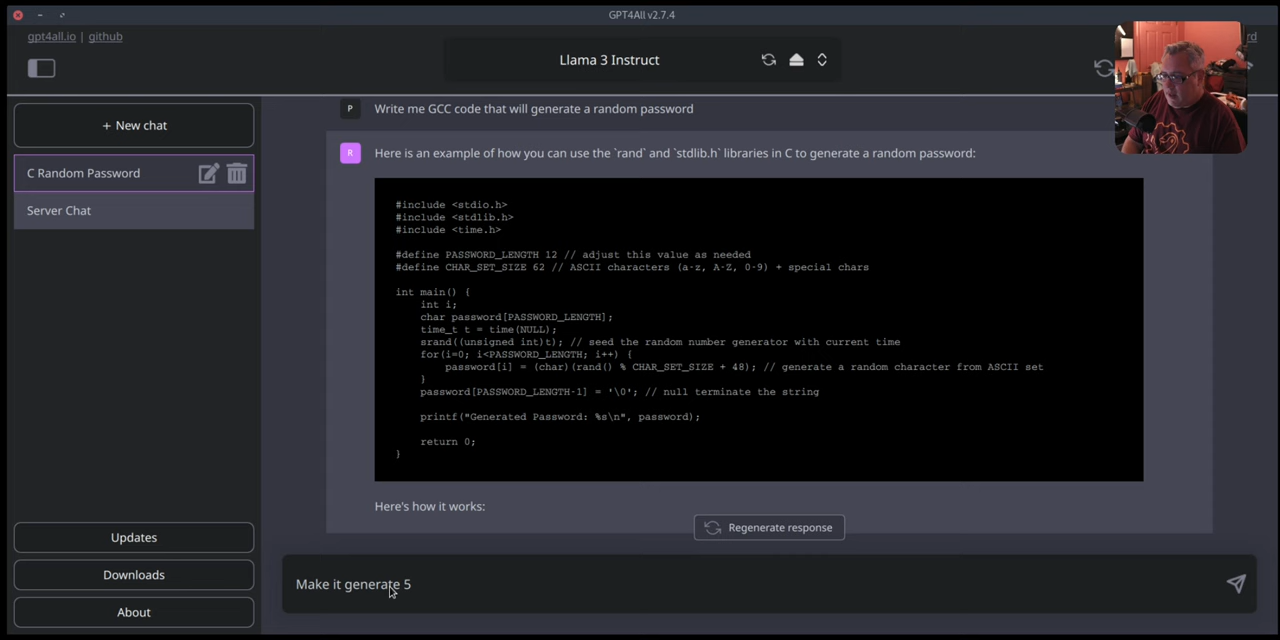 GPT4All v2.7.4
gpt4all.io | github
rd
Llama 3 Instruct
+ New chat
C Random Password
Server Chat
Updates
Downloads
About
P Write me GCC code that will generate a random password
R Here is an example of how you can use the `rand` and `stdlib.h` libraries in C to generate a random password:
#include <stdio.h>
#include <stdlib.h>
#include <time.h>
#define PASSWORD_LENGTH 12 // adjust this value as needed
#define CHAR_SET_SIZE 62 // ASCII characters (a-z, A-Z, 0-9) + special chars
int main() {
int i;
char password[PASSWORD_LENGTH];
time_t t = time(NULL);
srand((unsigned int)t); // seed the random number generator with current time
for(i=0; i<PASSWORD_LENGTH; i++) {
password[i] = (char)(rand() % CHAR_SET_SIZE + 48); // generate a random character from ASCII set
}
password[PASSWORD_LENGTH-1] = '\0'; // null terminate the string
printf("Generated Password: %s\n", password);
return 0;
}
Here's how it works:
Regenerate response
Make it generate 5